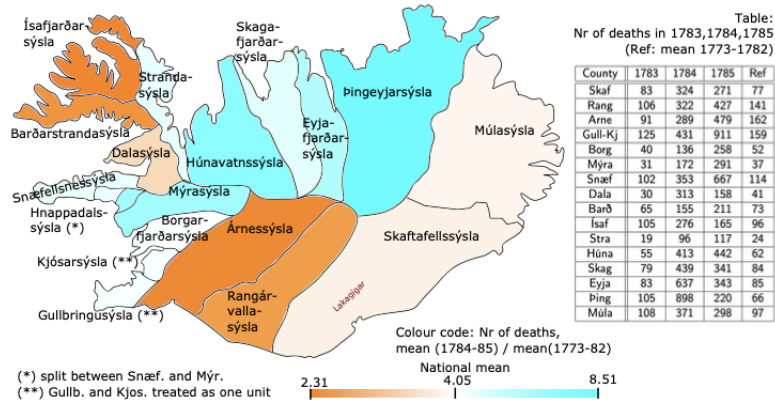 Ísafjarðar-
sýsla
Stranda-
sýsla
Barðarstrandasýsla
Dalasýsla
Snæfellsnessýsla
Hnappadals-
sýsla (*)
Mýrasýsla
Borgar-
fjarðarsýsla
Kjósarsýsla (**)
Gullbringusýsla (**)
Húnavatnssýsla
Skaga-
fjarðar-
sýsla
Eyja-
fjarðar-
sýsla
Þingeyjarsýsla
Múlasýsla
Árnessýsla
Rangár-
valla-
sýsla
Skaftafellssýsla
Lakagígar
Table:
Nr of deaths in 1783,1784,1785
(Ref: mean 1773-1782)
County 1783 1784 1785 Ref
Skaf 83 324 271 77
Rang 106 322 427 141
Arne 91 289 479 162
Gull-Kj 125 431 911 159
Borg 40 136 258 52
Mýra 31 172 291 37
Snæf 102 353 667 114
Dala 30 313 158 41
Barð 65 155 211 73
Ísaf 105 276 165 96
Stra 19 96 117 24
Húna 55 413 442 62
Skag 79 439 341 84
Eyja 83 637 343 85
Þing 105 898 220 66
Múla 108 371 298 97
Colour code: Nr of deaths,
mean (1784-85) / mean(1773-82)
National mean
2.31 4.05 8.51
(*) split between Snæf. and Mýr.
(**) Gullb. and Kjos. treated as one unit